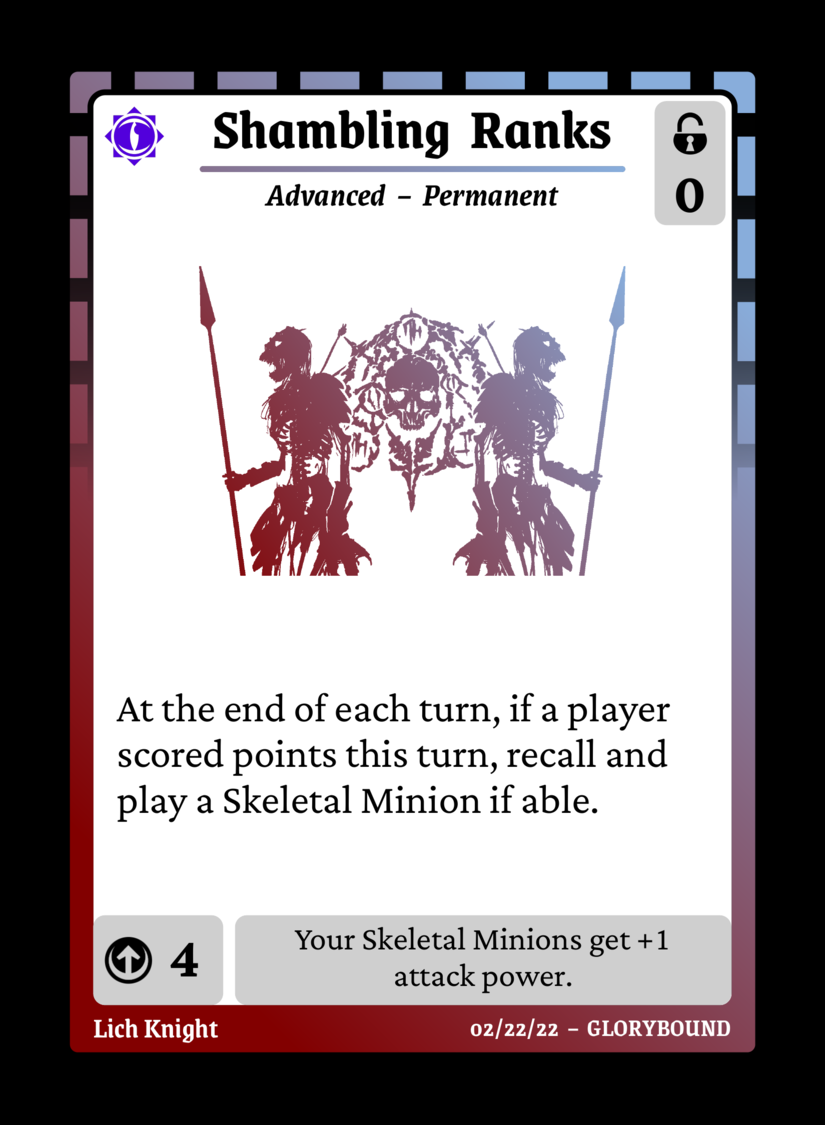 Shambling Ranks
Advanced – Permanent
0
At the end of each turn, if a player
scored points this turn, recall and
play a Skeletal Minion if able.
4
Your Skeletal Minions get +1
attack power.
Lich Knight
02/22/22 – GLORYBOUND